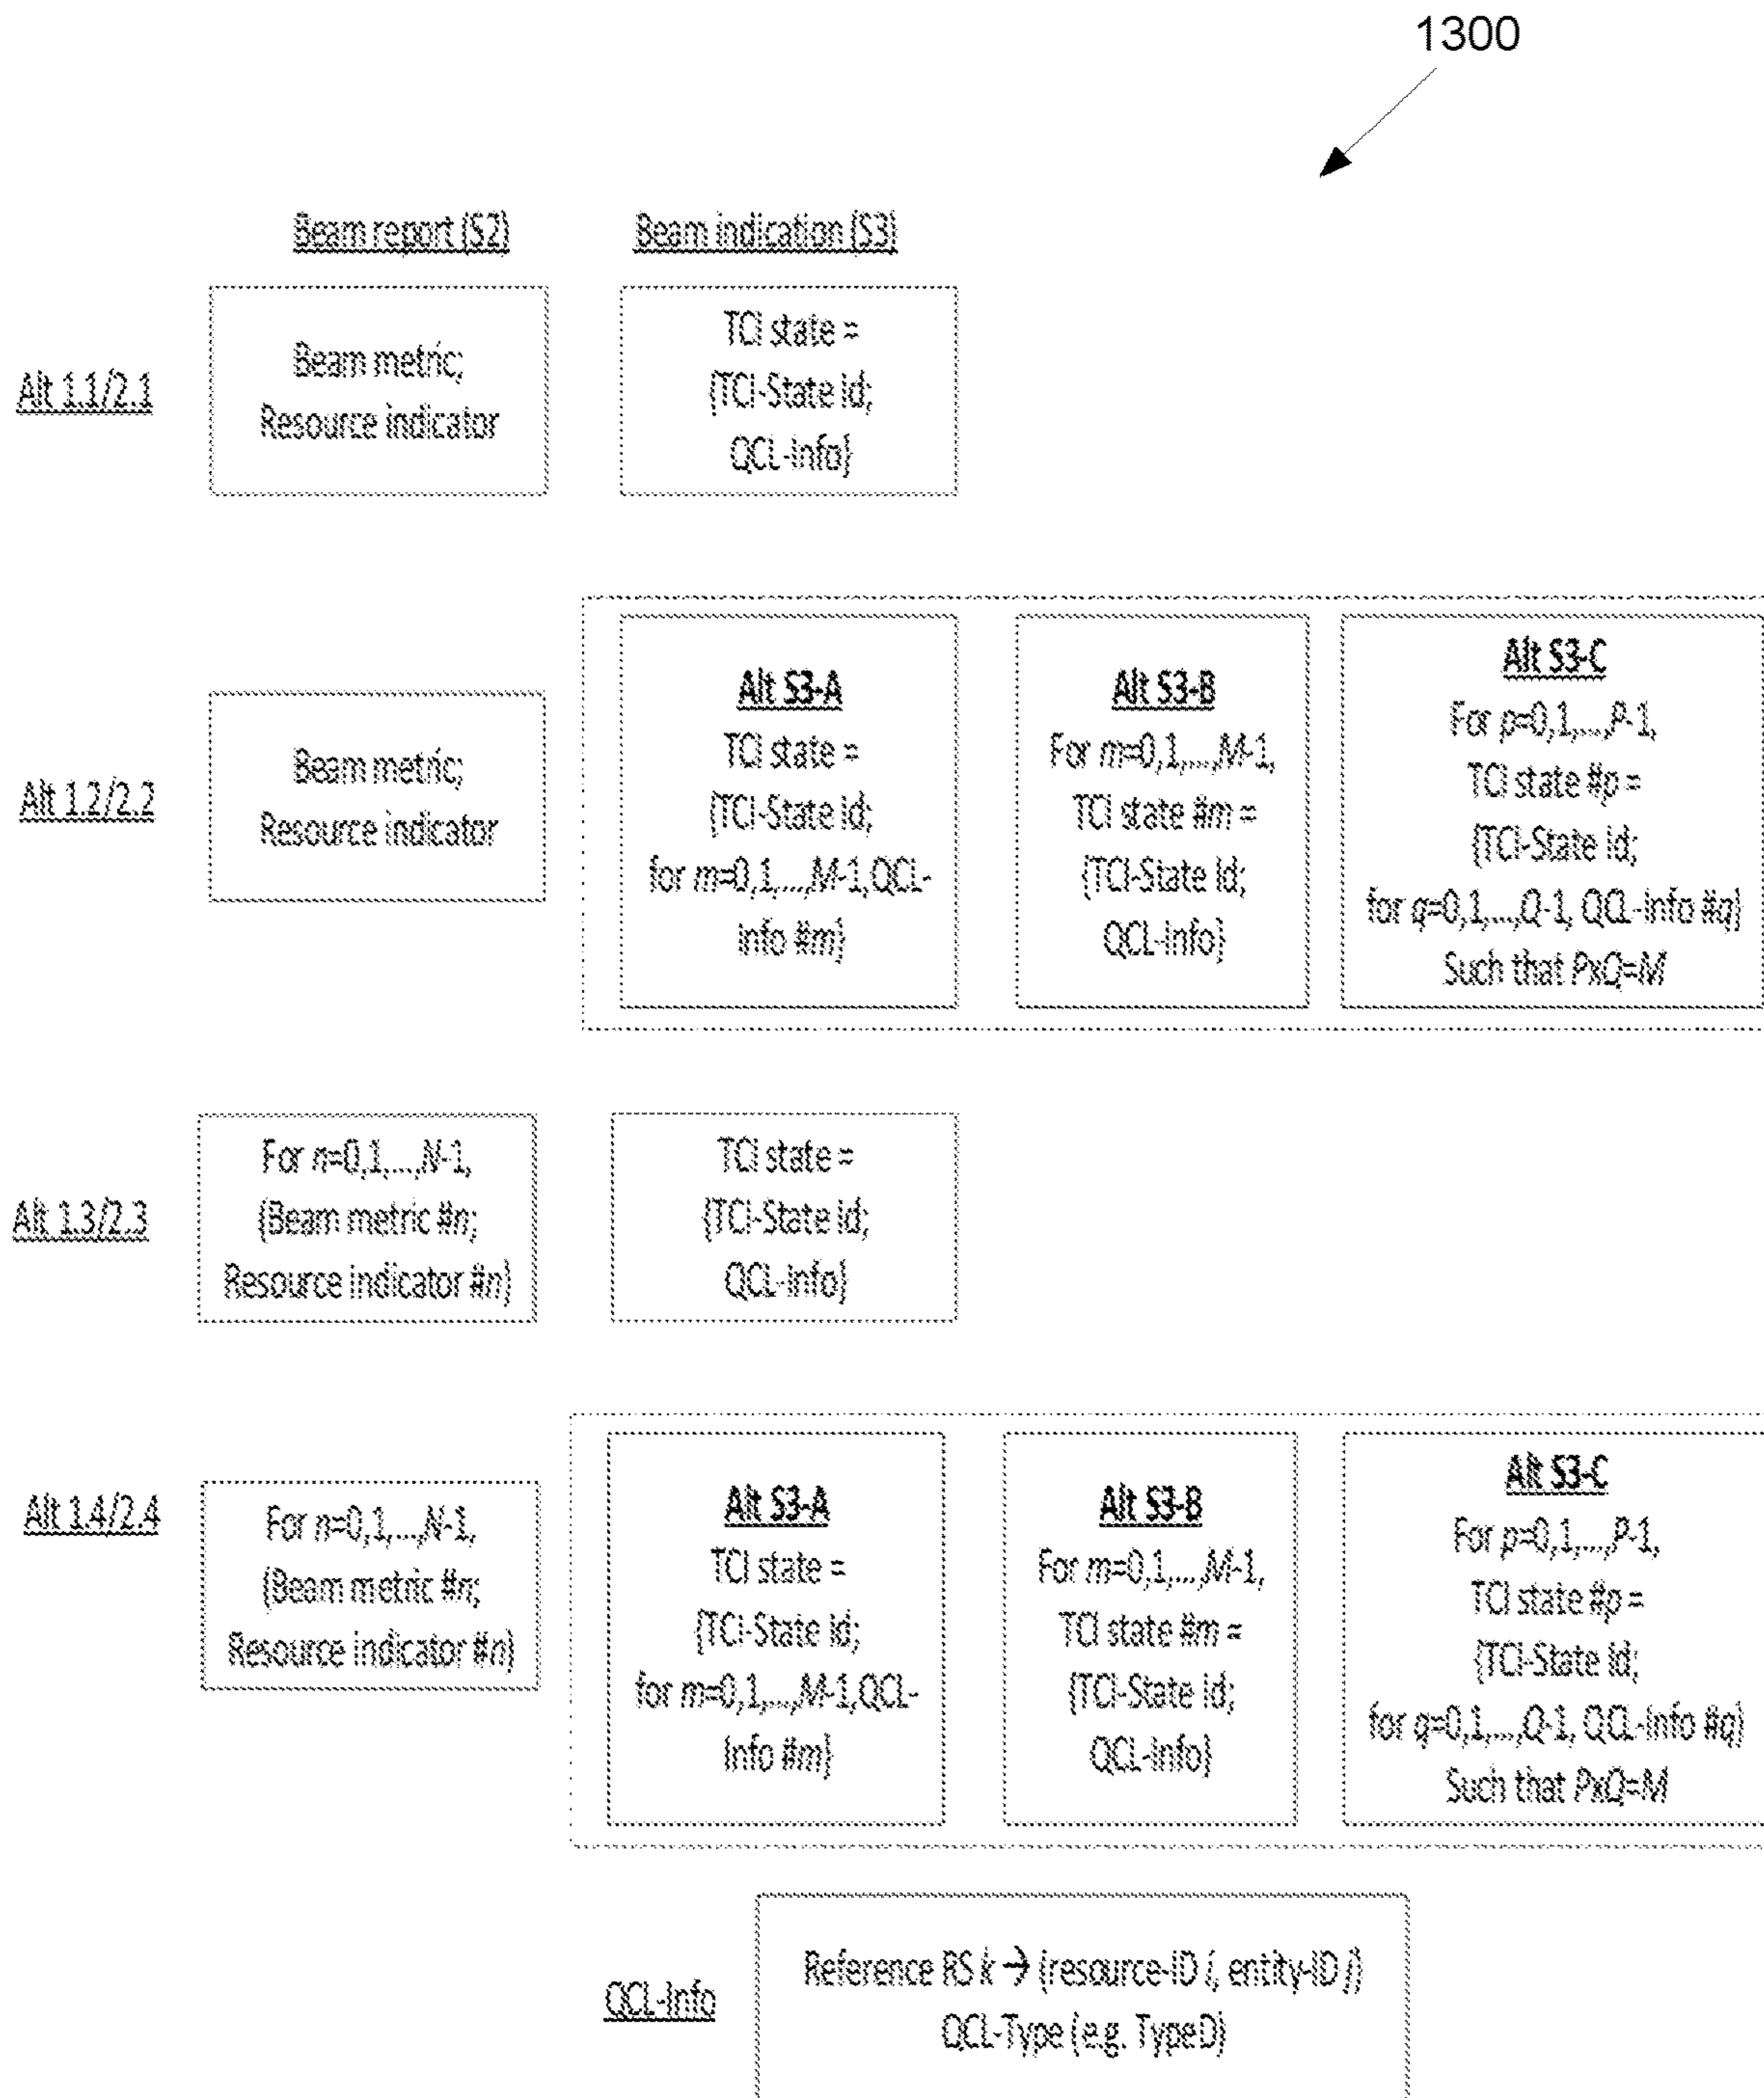 1300
Beam report (S2)
Beam indication (S3)
Alt 1.1/2.1
Beam metric;
Resource indicator
TCI state =
{TCI-State id;
QCL-Info}
Alt 1.2/2.2
Beam metric;
Resource indicator
Alt S3-A
TCI state =
{TCI-State id;
for m=0,1,...,M-1,QCL-
Info #m}
Alt S3-B
For m=0,1,...,M-1,
TCI state #m =
{TCI-State id;
QCL-Info}
Alt S3-C
For p=0,1,...,P-1,
TCI state #p =
{TCI-State id;
for q=0,1,...,Q-1, QCL-Info #q}
Such that PxQ=M
Alt 1.3/2.3
For n=0,1,...,N-1,
{Beam metric #n;
Resource indicator #n}
TCI state =
{TCI-State id;
QCL-Info}
Alt 1.4/2.4
For n=0,1,...,N-1,
{Beam metric #n;
Resource indicator #n}
Alt S3-A
TCI state =
{TCI-State id;
for m=0,1,...,M-1,QCL-
Info #m}
Alt S3-B
For m=0,1,...,M-1,
TCI state #m =
{TCI-State id;
QCL-Info}
Alt S3-C
For p=0,1,...,P-1,
TCI state #p =
{TCI-State id;
for q=0,1,...,Q-1, QCL-Info #q}
Such that PxQ=M
QCL-Info
Reference RS k → {resource-ID i, entity-ID j}
QCL-Type (e.g. TypeD)